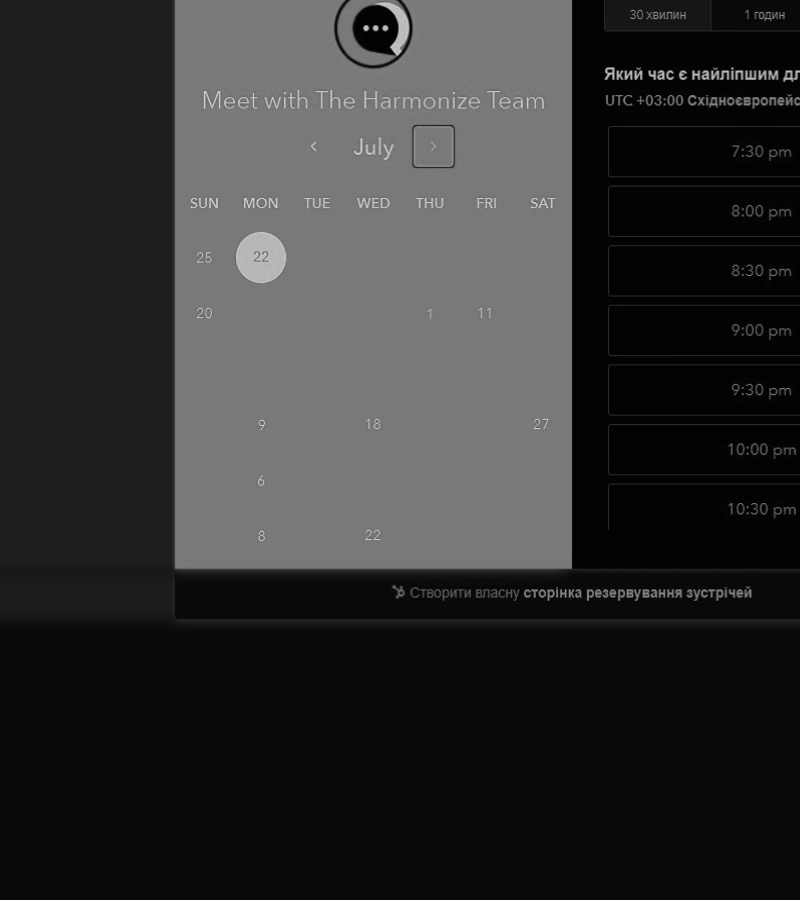 30 хвилин 1 годин
Meet with The Harmonize Team
July
SUN MON TUE WED THU FRI SAT
25 22
20 1 11
9 18 27
6
8 22
Який час є найліпшим дл
UTC +03:00 Східноєвропейс
7:30 pm
8:00 pm
8:30 pm
9:00 pm
9:30 pm
10:00 pm
10:30 pm
Створити власну сторінка резервування зустрічей